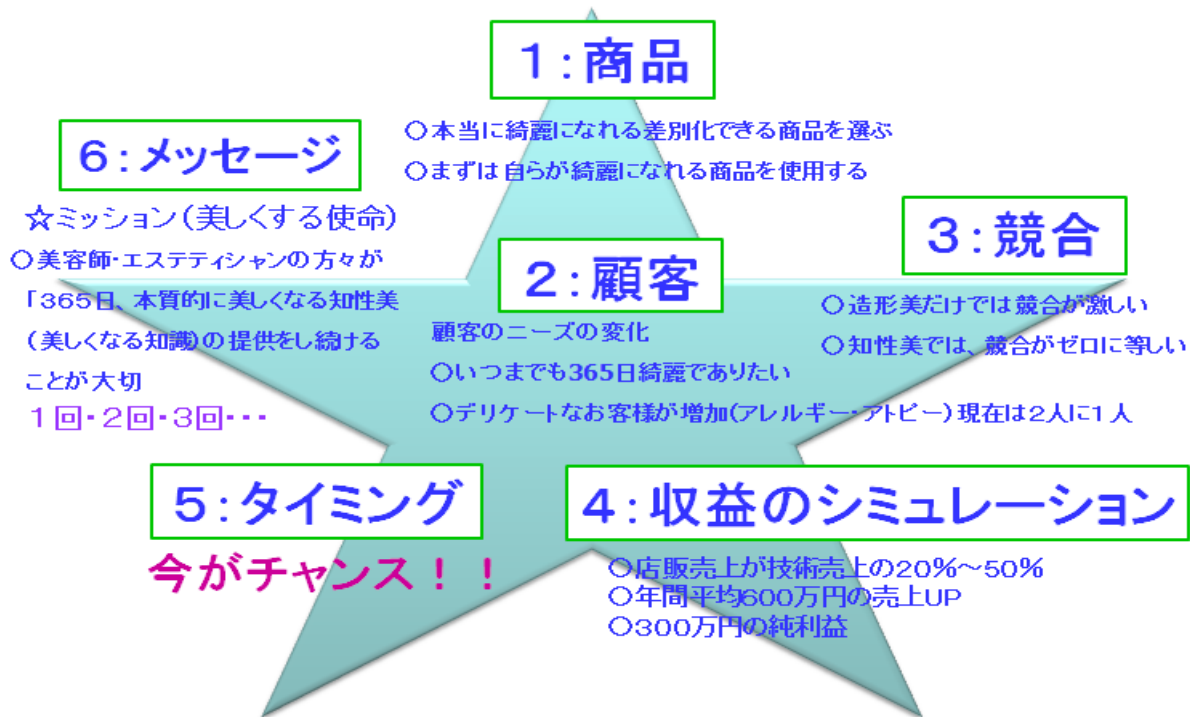 1:商品
○本当に綺麗になれる差別化できる商品を選ぶ
○まずは自らが綺麗になれる商品を使用する
2:顧客
顧客のニーズの変化
○いつまでも365日綺麗でありたい
○デリケートなお客様が増加(アレルギー・アトピー)現在は2人に1人
3:競合
○造形美だけでは競合が激しい
○知性美では、競合がゼロに等しい
4:収益のシミュレーション
○店販売上が技術売上の20%~50%
○年間平均600万円の売上UP
○300万円の純利益
5:タイミング
今がチャンス!!
6:メッセージ
☆ミッション(美しくする使命)
○美容師・エステティシャンの方々が
「365日、本質的に美しくなる知性美
(美しくなる知識)の提供をし続ける
ことが大切
1回・2回・3回・・・